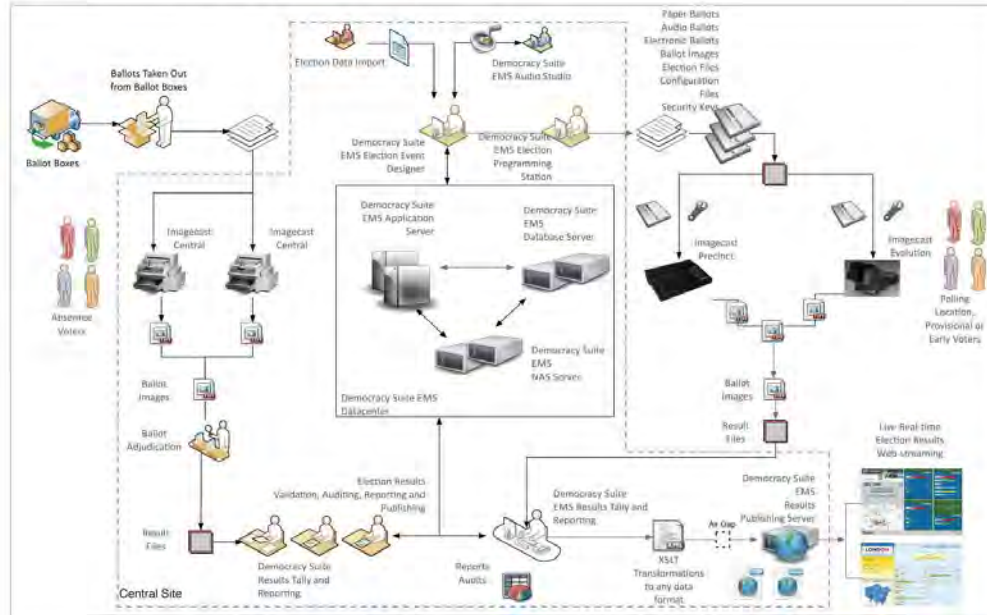 Paper Ballots
Audio Ballots
Electronic Ballots
Ballot Images
Election Files
Configuration
Files
Security Keys
Election Data Import
Democracy Suite
EMS Audio Studio
Ballots Taken Out
from Ballot Boxes
Ballot Boxes
Democracy Suite
EMS Election Event
Designer
Democracy Suite
EMS Election
Programming
Station
Imagecast
Central
Imagecast
Central
Absentee
Voters
Democracy Suite
EMS Application
Server
Democracy Suite
EMS
Database Server
Democracy Suite
EMS
NAS Server
Democracy Suite EMS
Datacenter
Imagecast
Precinct
Imagecast
Evolution
Polling
Location,
Provisional or
Early Voters
Ballot
Images
Ballot
Adjudication
Result
Files
Ballot
Images
Result
Files
Election Results
Validation, Auditing, Reporting and
Publishing
Democracy Suite
Results Tally and
Reporting
Democracy Suite
EMS Results Tally and
Reporting
Reports
Audits
XSLT
Transformations
to any data
format
Air Gap
Democracy Suite
EMS
Results
Publishing Server
Live Real-time
Election Results
Web-streaming
LONDON
Central Site